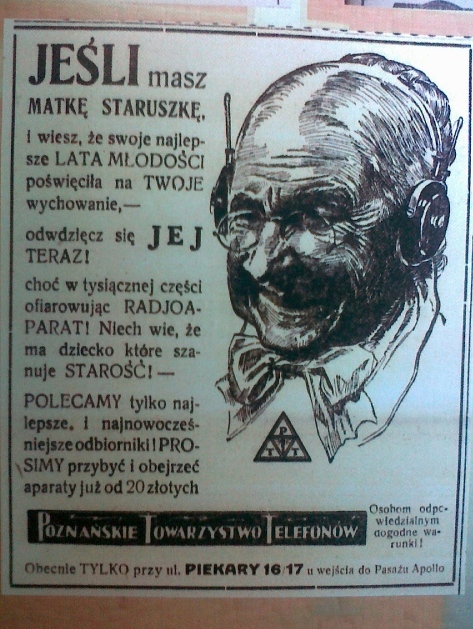 JEŚLI masz
MATKĘ STARUSZKĘ,
i wiesz, że swoje najlep-
sze LATA MŁODOŚCI
poświęciła na TWOJE
wychowanie,—
odwdzięcz się JEJ
TERAZ!
choć w tysiącznej części
ofiarowując RADJOA-
PARAT! Niech wie, że
ma dziecko które sza-
nuje STAROŚĆ! —
POLECAMY tylko naj-
lepsze, i najnowocześ-
niejsze odbiorniki! PRO-
SIMY przybyć i obejrzeć
aparaty już od 20 złotych
P
T T
POZNAŃSKIE TOWARZYSTWO TELEFONÓW
Osobom odpo-
wiedzialnym
dogodne wa-
runki!
Obecnie TYLKO przy ul. PIEKARY 16/17 u wejścia do Pasażu Apollo